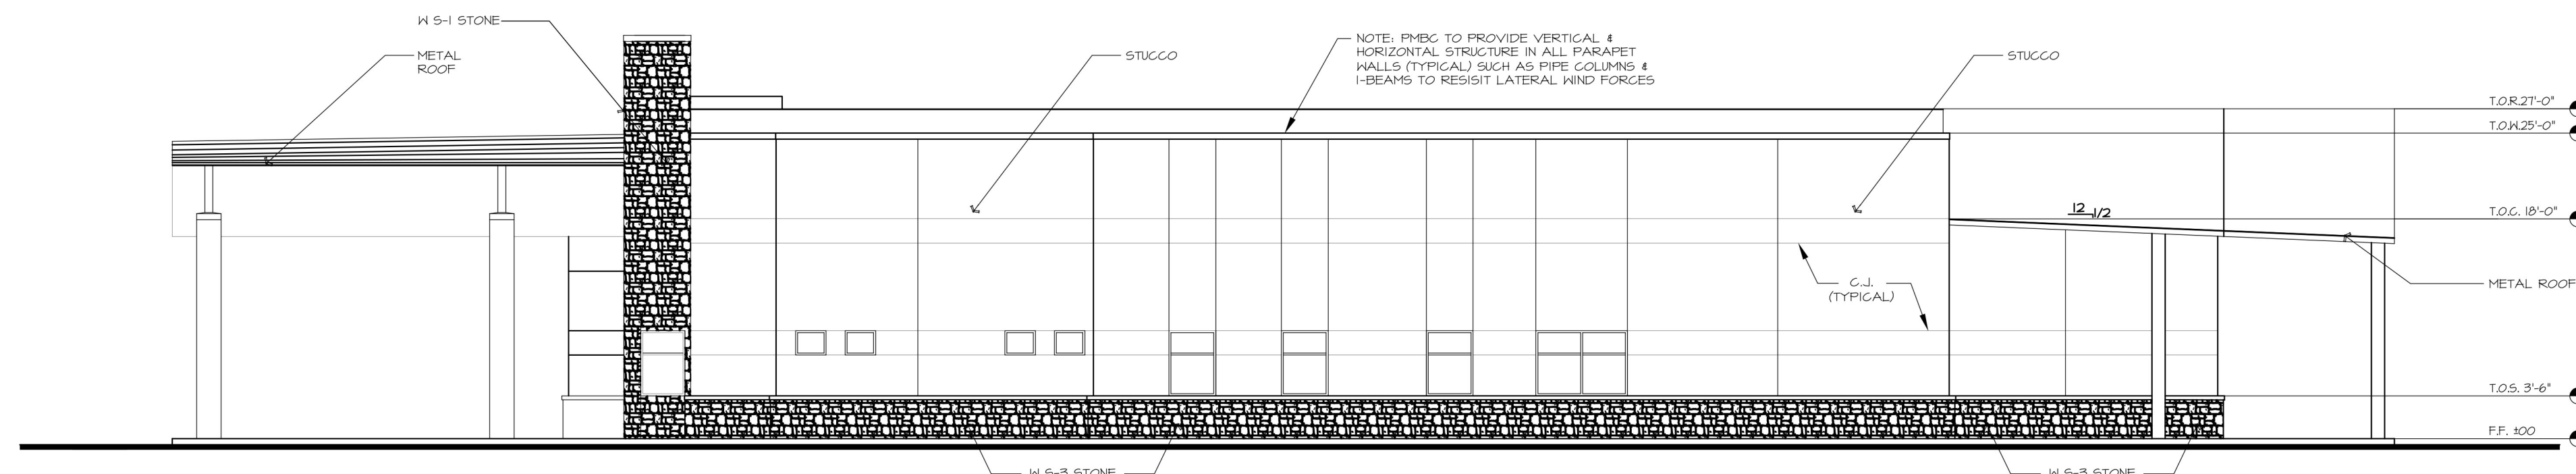 W S-1 STONE
METAL
ROOF
STUCCO
NOTE: PMBC TO PROVIDE VERTICAL &
HORIZONTAL STRUCTURE IN ALL PARAPET
WALLS (TYPICAL) SUCH AS PIPE COLUMNS &
I-BEAMS TO RESISIT LATERAL WIND FORCES
STUCCO
T.O.R.27'-0"
T.O.W.25'-0"
12
1/2
T.O.C. 18'-0"
C.J.
(TYPICAL)
METAL ROOF
T.O.S. 3'-6"
F.F. ±00
W S-3 STONE
W S-3 STONE